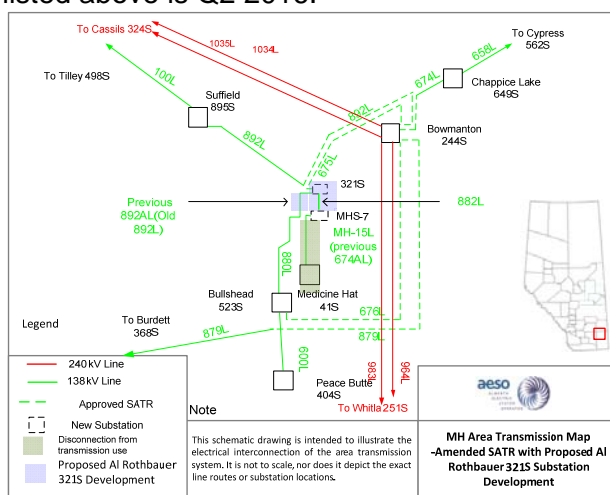 listed above is Q2 2015.
To Cassils 324S
1035L
1034L
To Cypress
562S
658L
674L
To Tilley 498S
100L
Suffield
895S
892L
Chappice Lake
649S
892L
Bowmanton
244S
675L
321S
Previous
892AL(Old
892L)
882L
MHS-7
MH-15L
(previous
674AL)
880L
Bullshead
523S
Medicine Hat
41S
676L
879L
To Burdett
368S
879L
600L
983L
964L
Peace Butte
404S
To Whitla 251S
Legend
240 kV Line
138 kV Line
Approved SATR
New Substation
Disconnection from
transmission use
Proposed Al Rothbauer
321S Development
Note
This schematic drawing is intended to illustrate the
electrical interconnection of the area transmission
system. It is not to scale, nor does it depict the exact
line routes or substation locations.
aeso
MH Area Transmission Map
-Amended SATR with Proposed Al
Rothbauer 321S Substation
Development